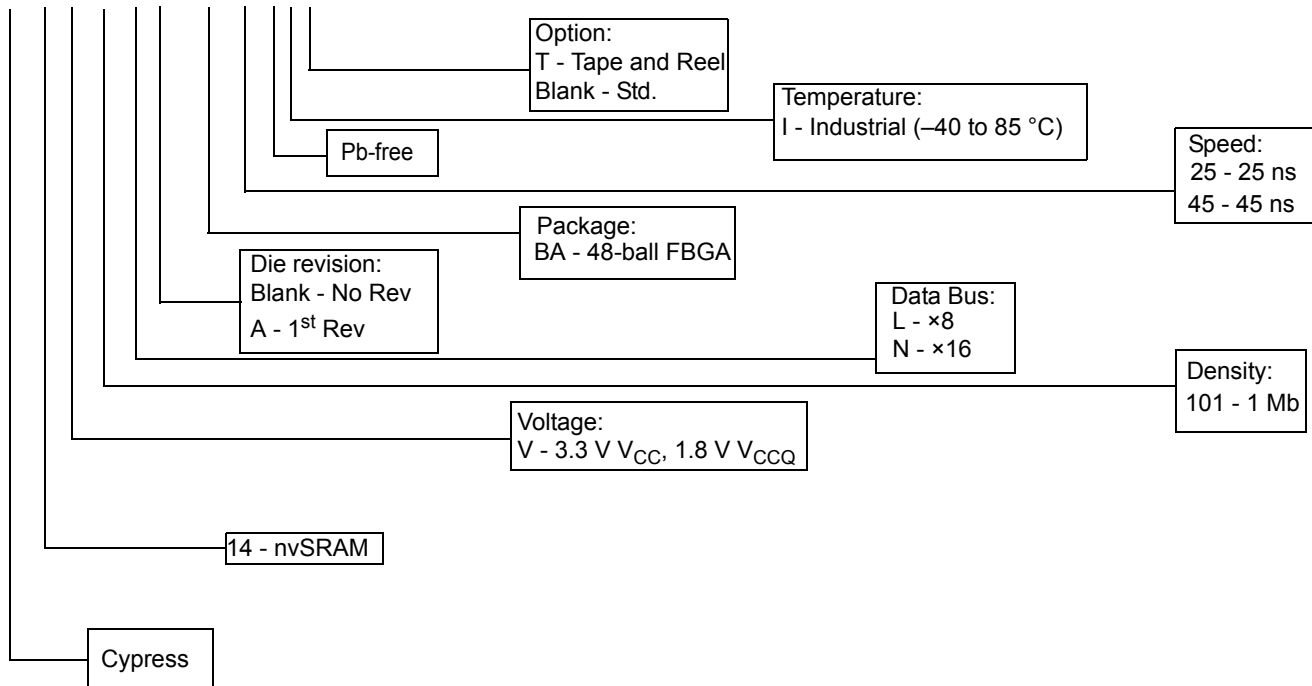 Option:
T - Tape and Reel
Blank - Std.
Temperature:
I - Industrial (–40 to 85 °C)
Pb-free
Speed:
25 - 25 ns
45 - 45 ns
Package:
BA - 48-ball FBGA
Die revision:
Blank - No Rev
A - 1st Rev
Data Bus:
L - ×8
N - ×16
Density:
101 - 1 Mb
Voltage:
V - 3.3 V VCC, 1.8 V VCCQ
14 - nvSRAM
Cypress